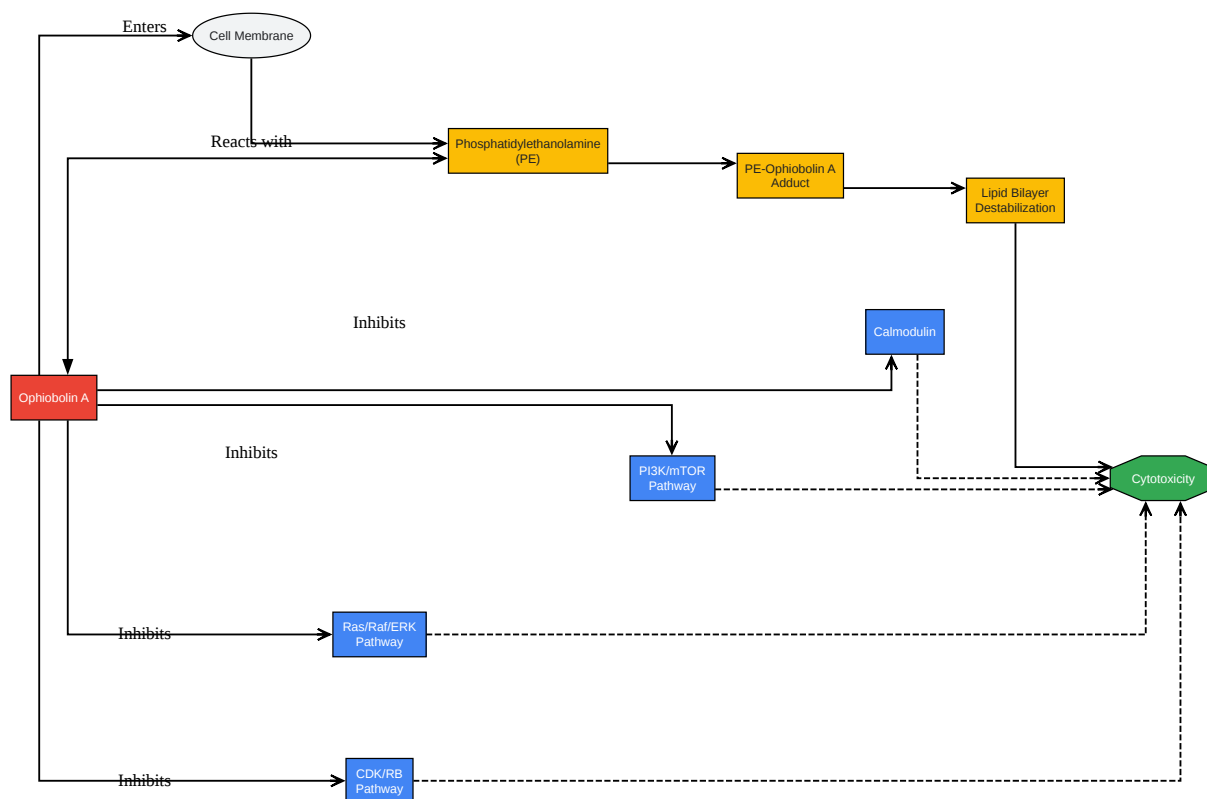 Enters
Cell Membrane
Reacts with
Phosphatidylethanolamine
(PE)
PE-Ophiobolin A
Adduct
Lipid Bilayer
Destabilization
Inhibits
Calmodulin
Ophiobolin A
Inhibits
PI3K/mTOR
Pathway
Cytotoxicity
Inhibits
Ras/Raf/ERK
Pathway
Inhibits
CDK/RB
Pathway